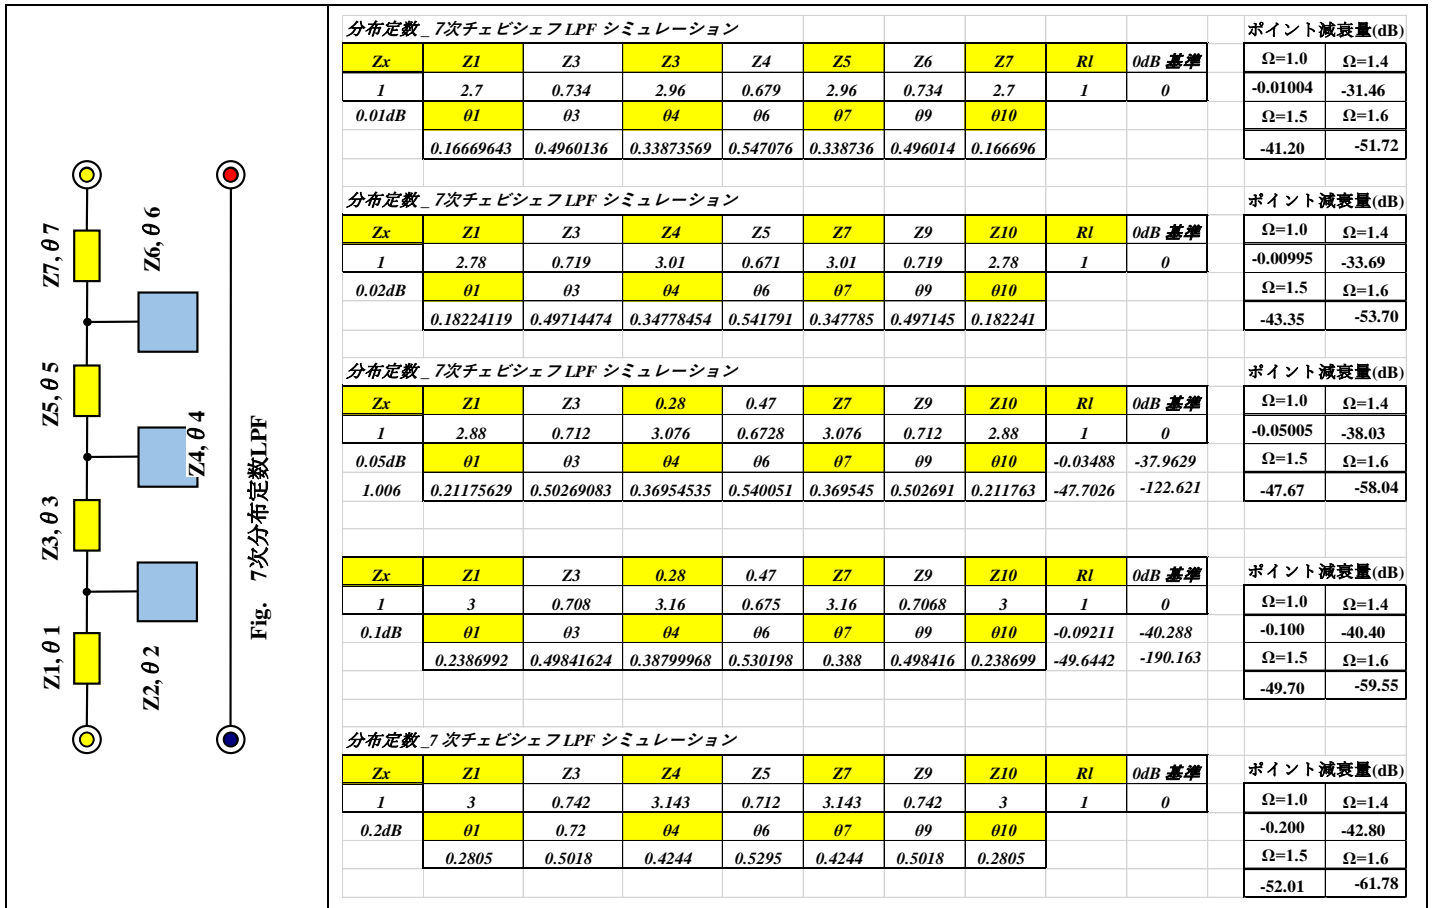 Z7, θ 7
Z6, θ 6
Z5, θ 5
Z4, θ 4
Z3, θ 3
Z2, θ 2
Z1, θ 1
Fig. 7次分布定数LPF
分布定数_7次チェビシェフLPF シミュレーション
Zx Z1 Z3 Z3 Z4 Z5 Z6 Z7 Rl 0dB 基準
1 2.7 0.734 2.96 0.679 2.96 0.734 2.7 1 0
0.01dB θ1 θ3 θ4 θ6 θ7 θ9 θ10
0.16669643 0.4960136 0.33873569 0.547076 0.338736 0.496014 0.166696
ポイント減衰量(dB)
Ω=1.0 Ω=1.4
-0.01004 -31.46
Ω=1.5 Ω=1.6
-41.20 -51.72
分布定数_7次チェビシェフLPF シミュレーション
Zx Z1 Z3 Z4 Z5 Z7 Z9 Z10 Rl 0dB 基準
1 2.78 0.719 3.01 0.671 3.01 0.719 2.78 1 0
0.02dB θ1 θ3 θ4 θ6 θ7 θ9 θ10
0.18224119 0.49714474 0.34778454 0.541791 0.347785 0.497145 0.182241
ポイント減衰量(dB)
Ω=1.0 Ω=1.4
-0.00995 -33.69
Ω=1.5 Ω=1.6
-43.35 -53.70
分布定数_7次チェビシェフLPF シミュレーション
Zx Z1 Z3 0.28 0.47 Z7 Z9 Z10 Rl 0dB 基準
1 2.88 0.712 3.076 0.6728 3.076 0.712 2.88 1 0
0.05dB θ1 θ3 θ4 θ6 θ7 θ9 θ10 -0.03488 -37.9629
1.006 0.21175629 0.50269083 0.36954535 0.540051 0.369545 0.502691 0.211763 -47.7026 -122.621
ポイント減衰量(dB)
Ω=1.0 Ω=1.4
-0.05005 -38.03
Ω=1.5 Ω=1.6
-47.67 -58.04
Zx Z1 Z3 0.28 0.47 Z7 Z9 Z10 Rl 0dB 基準
1 3 0.708 3.16 0.675 3.16 0.7068 3 1 0
0.1dB θ1 θ3 θ4 θ6 θ7 θ9 θ10 -0.09211 -40.288
0.2386992 0.49841624 0.38799968 0.530198 0.388 0.498416 0.238699 -49.6442 -190.163
ポイント減衰量(dB)
Ω=1.0 Ω=1.4
-0.100 -40.40
Ω=1.5 Ω=1.6
-49.70 -59.55
分布定数_7次チェビシェフLPF シミュレーション
Zx Z1 Z3 Z4 Z5 Z7 Z9 Z10 Rl 0dB 基準
1 3 0.742 3.143 0.712 3.143 0.742 3 1 0
0.2dB θ1 0.72 θ4 θ6 θ7 θ9 θ10
0.2805 0.5018 0.4244 0.5295 0.4244 0.5018 0.2805
ポイント減衰量(dB)
Ω=1.0 Ω=1.4
-0.200 -42.80
Ω=1.5 Ω=1.6
-52.01 -61.78